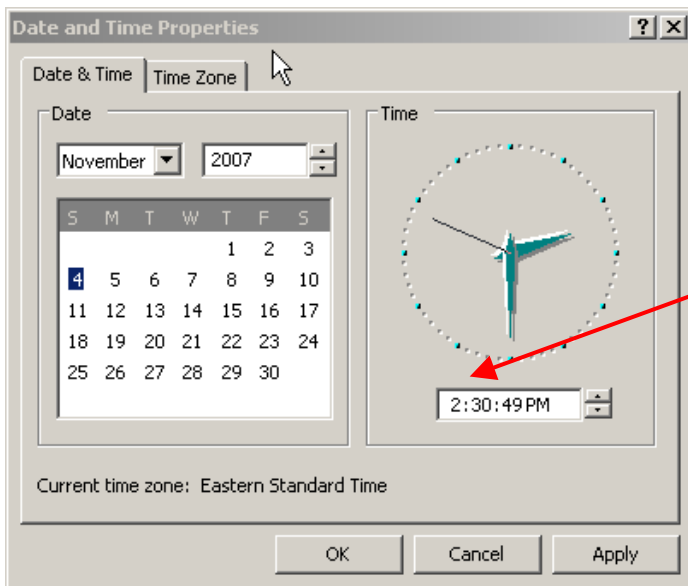 Date and Time Properties
Date & Time Time Zone
Date
November 2007
S M T W T F S
1 2 3
4 5 6 7 8 9 10
11 12 13 14 15 16 17
18 19 20 21 22 23 24
25 26 27 28 29 30
Time
2:30:49 PM
Current time zone: Eastern Standard Time
OK Cancel Apply